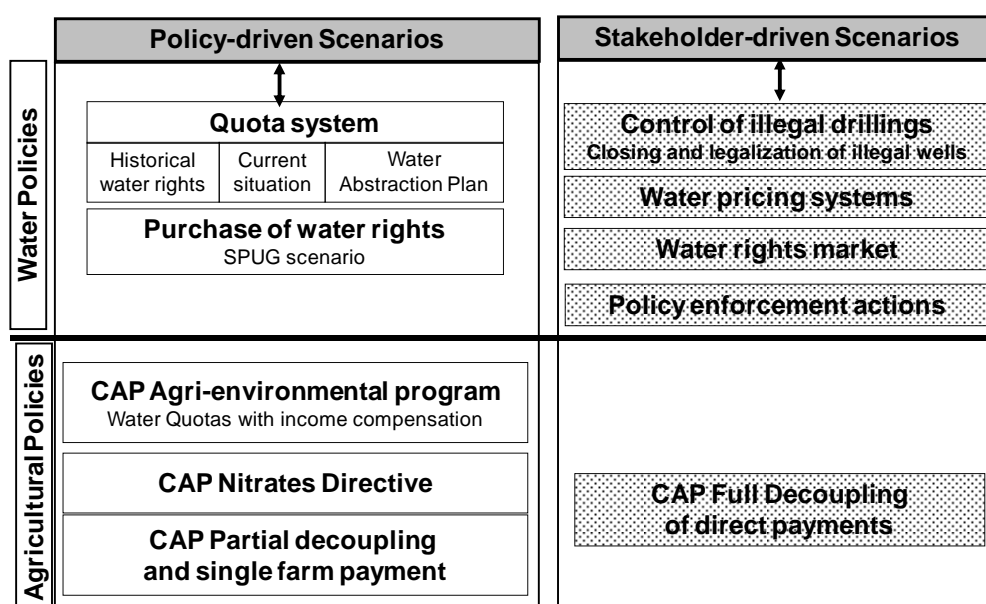 Policy-driven Scenarios
Stakeholder-driven Scenarios
Water Policies
Quota system
Historical
water rights
Current
situation
Water
Abstraction Plan
Purchase of water rights
SPUG scenario
Control of illegal drillings
Closing and legalization of illegal wells
Water pricing systems
Water rights market
Policy enforcement actions
Agricultural Policies
CAP Agri-environmental program
Water Quotas with income compensation
CAP Nitrates Directive
CAP Partial decoupling
and single farm payment
CAP Full Decoupling
of direct payments